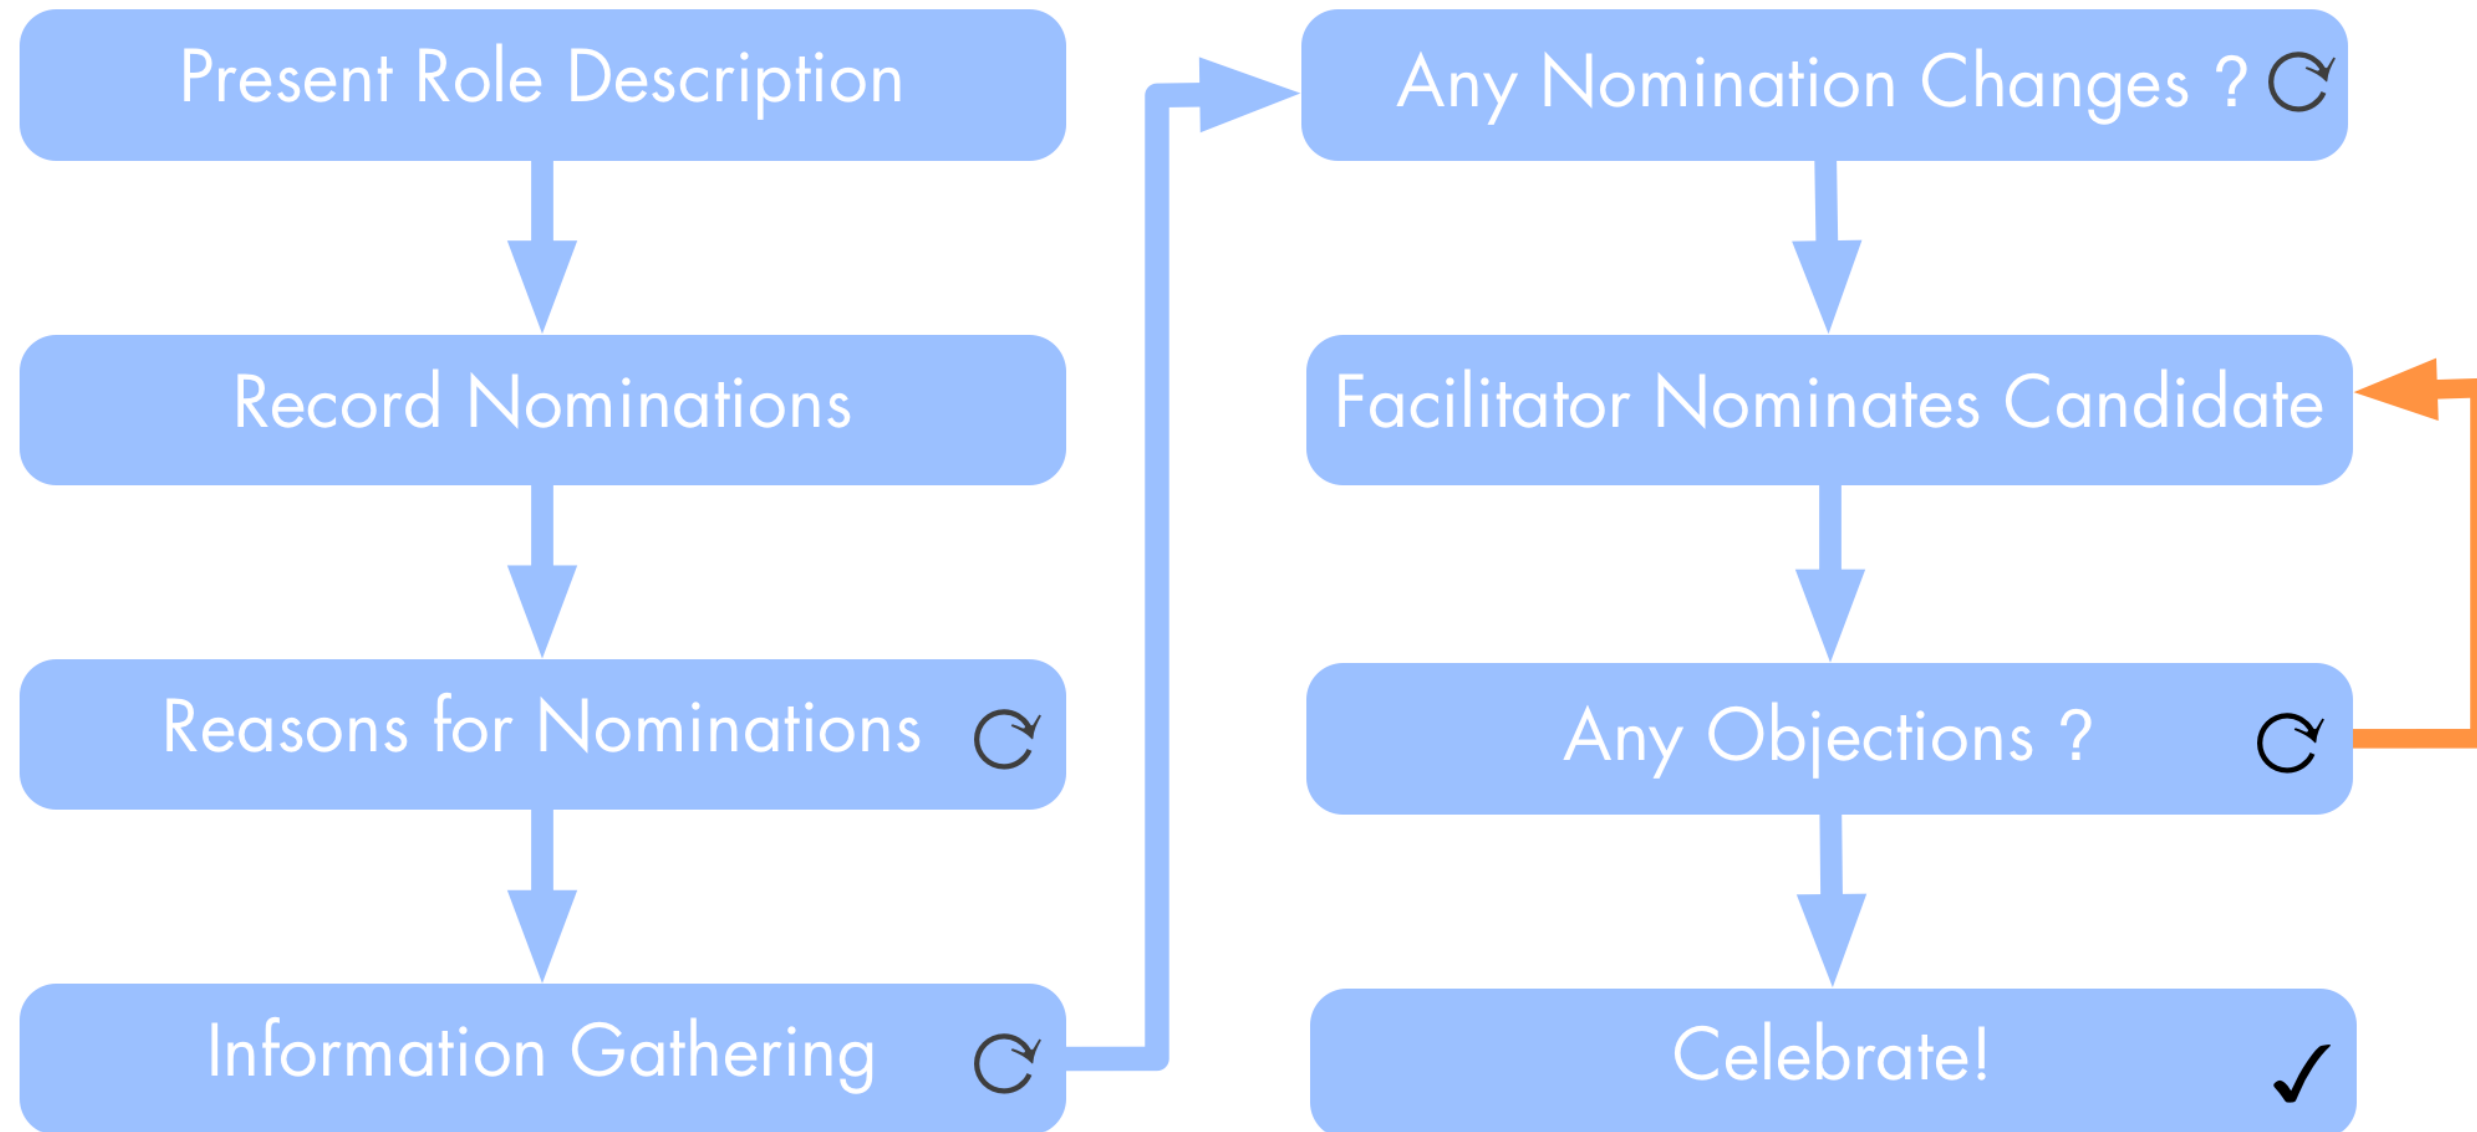 Present Role Description
Record Nominations
Reasons for Nominations
Information Gathering
Any Nomination Changes ?
Facilitator Nominates Candidate
Any Objections ?
Celebrate!